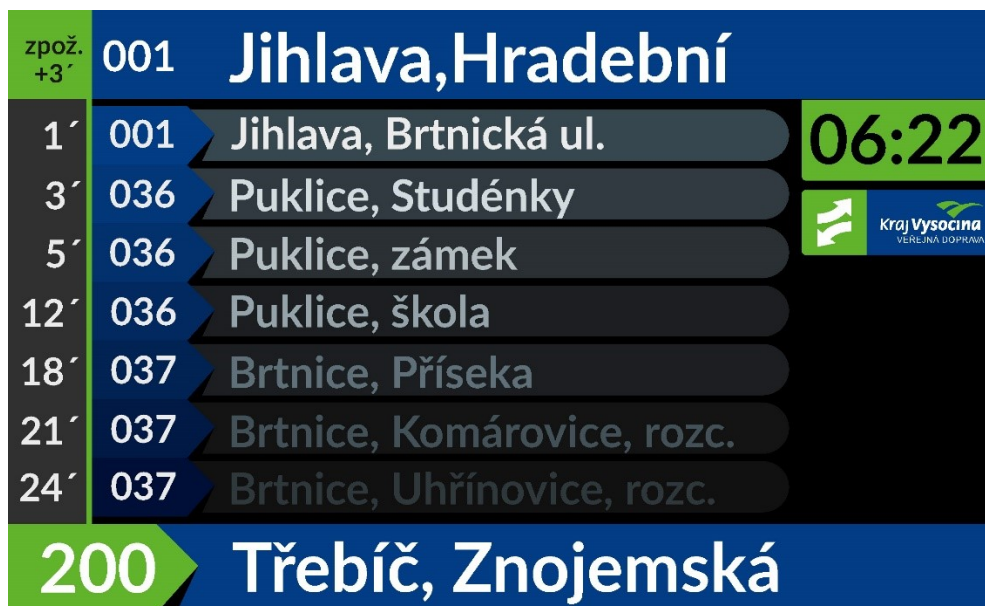 zpož.
+3´ 001 Jihlava,Hradební
1´ 001 Jihlava, Brtnická ul.
06:22
3´ 036 Puklice, Studénky
Kraj Vysočina
VEŘEJNÁ DOPRAVA
5´ 036 Puklice, zámek
12´ 036 Puklice, škola
18´ 037 Brtnice, Příseka
21´ 037 Brtnice, Komárovice, rozc.
24´ 037 Brtnice, Uhřínovice, rozc.
200 Třebíč, Znojemská